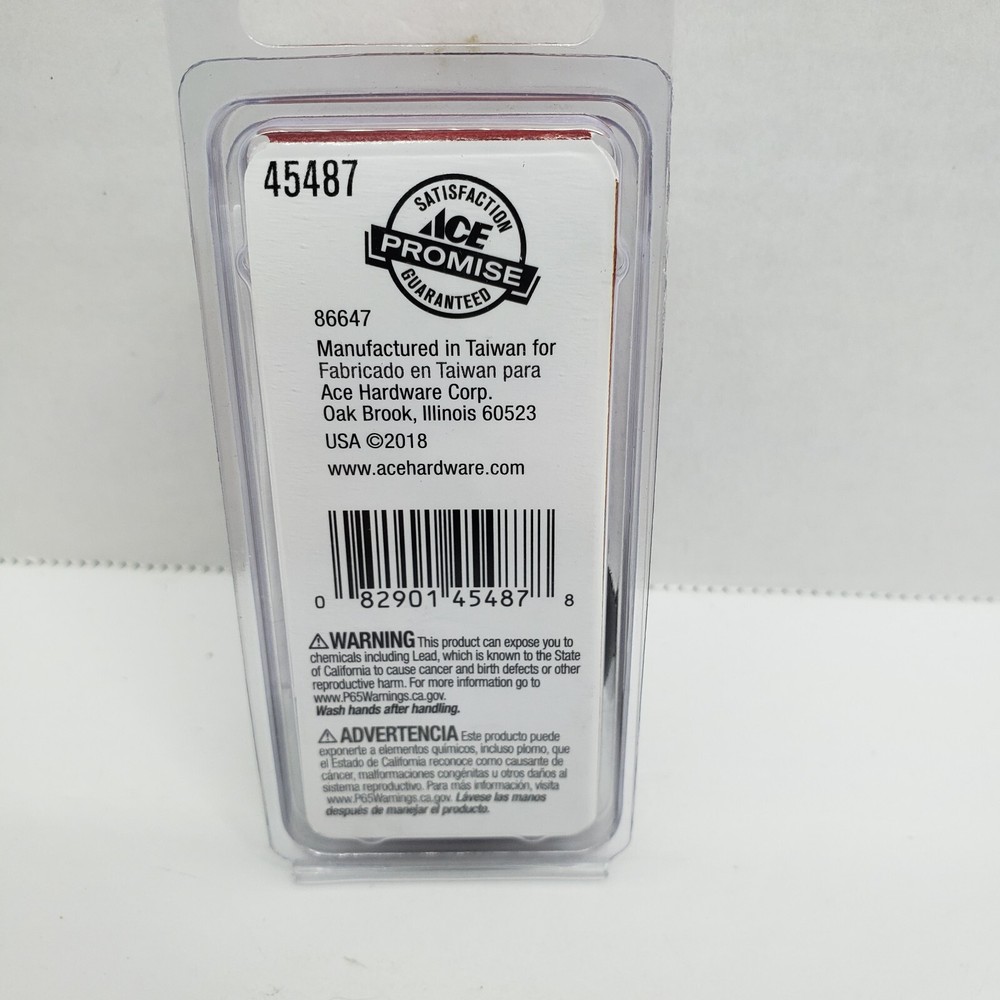 45487
SATISFACTION
ACE
PROMISE
GUARANTEED
86647
Manufactured in Taiwan for
Fabricado en Taiwan para
Ace Hardware Corp.
Oak Brook, Illinois 60523
USA ©2018
www.acehardware.com
0 82901 45487 8
⚠WARNING This product can expose you to
chemicals including Lead, which is known to the State
of California to cause cancer and birth defects or other
reproductive harm. For more information go to
www.P65Warnings.ca.gov.
Wash hands after handling.
⚠ADVERTENCIA Este producto puede
exponerte a elementos químicos, incluso plomo, que
el Estado de California reconoce como causante de
cáncer, malformaciones congénitas u otros daños al
sistema reproductivo. Para más información, visita
www.P65Warnings.ca.gov. Lávese las manos
después de manejar el producto.